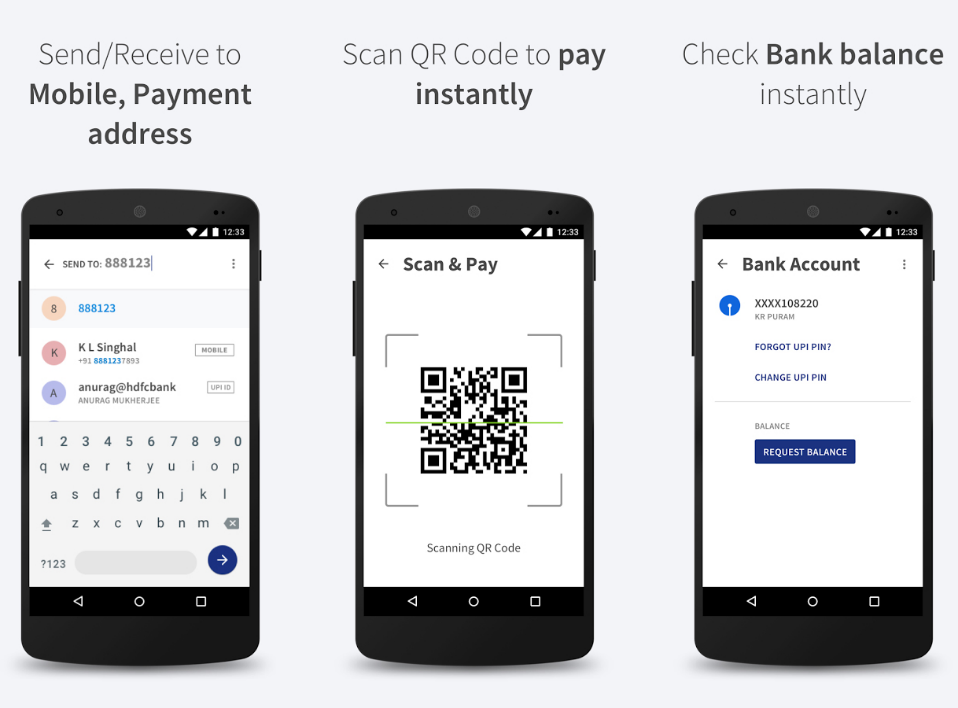 Send/Receive to
Mobile, Payment
address
12:33
SEND TO: 888123
8
888123
K
K L Singhal
MOBILE
+91 8881237893
A
anurag@hdfcbank
UPI ID
ANURAG MUKHERJEE
1 2 3 4 5 6 7 8 9 0
q w e r t y u i o p
a s d f g h j k l
z x c v b n m
?123
Scan QR Code to pay
instantly
12:33
Scan & Pay
Scanning QR Code
Check Bank balance
instantly
12:33
Bank Account
XXXX108220
KR PURAM
FORGOT UPI PIN?
CHANGE UPI PIN
BALANCE
REQUEST BALANCE